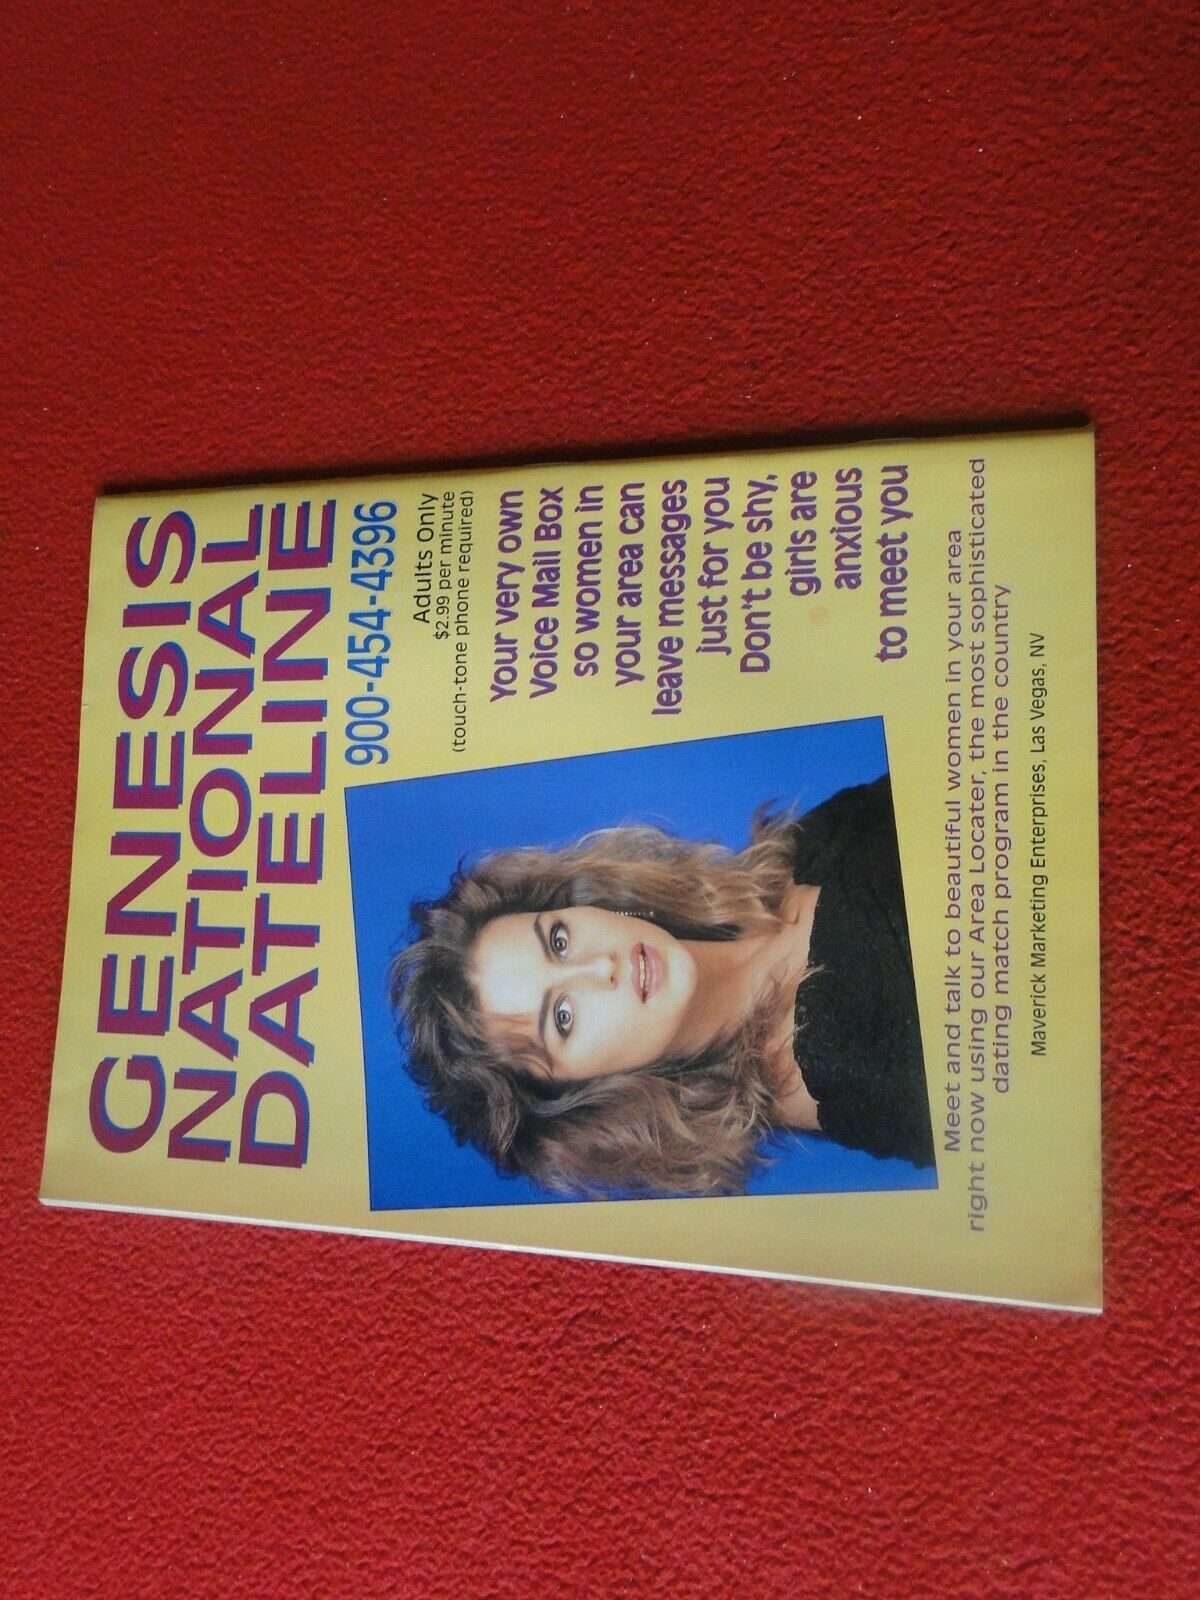 GENESIS
NATIONAL
DATELINE
900-454-4396
Adults Only
$2.99 per minute
(touch-tone phone required)
Your very own
Voice Mail Box
so women in
your area can
leave messages
just for you
Don't be shy,
girls are
anxious
to meet you
Meet and talk to beautiful women in your area
right now using our Area Locater, the most sophisticated
dating match program in the country
Maverick Marketing Enterprises, Las Vegas, NV